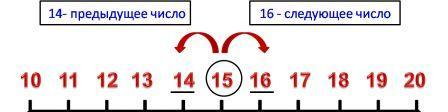 14- предыдущее число 16 - следующее число
10 11 12 13 14 15 16 17 18 19 20